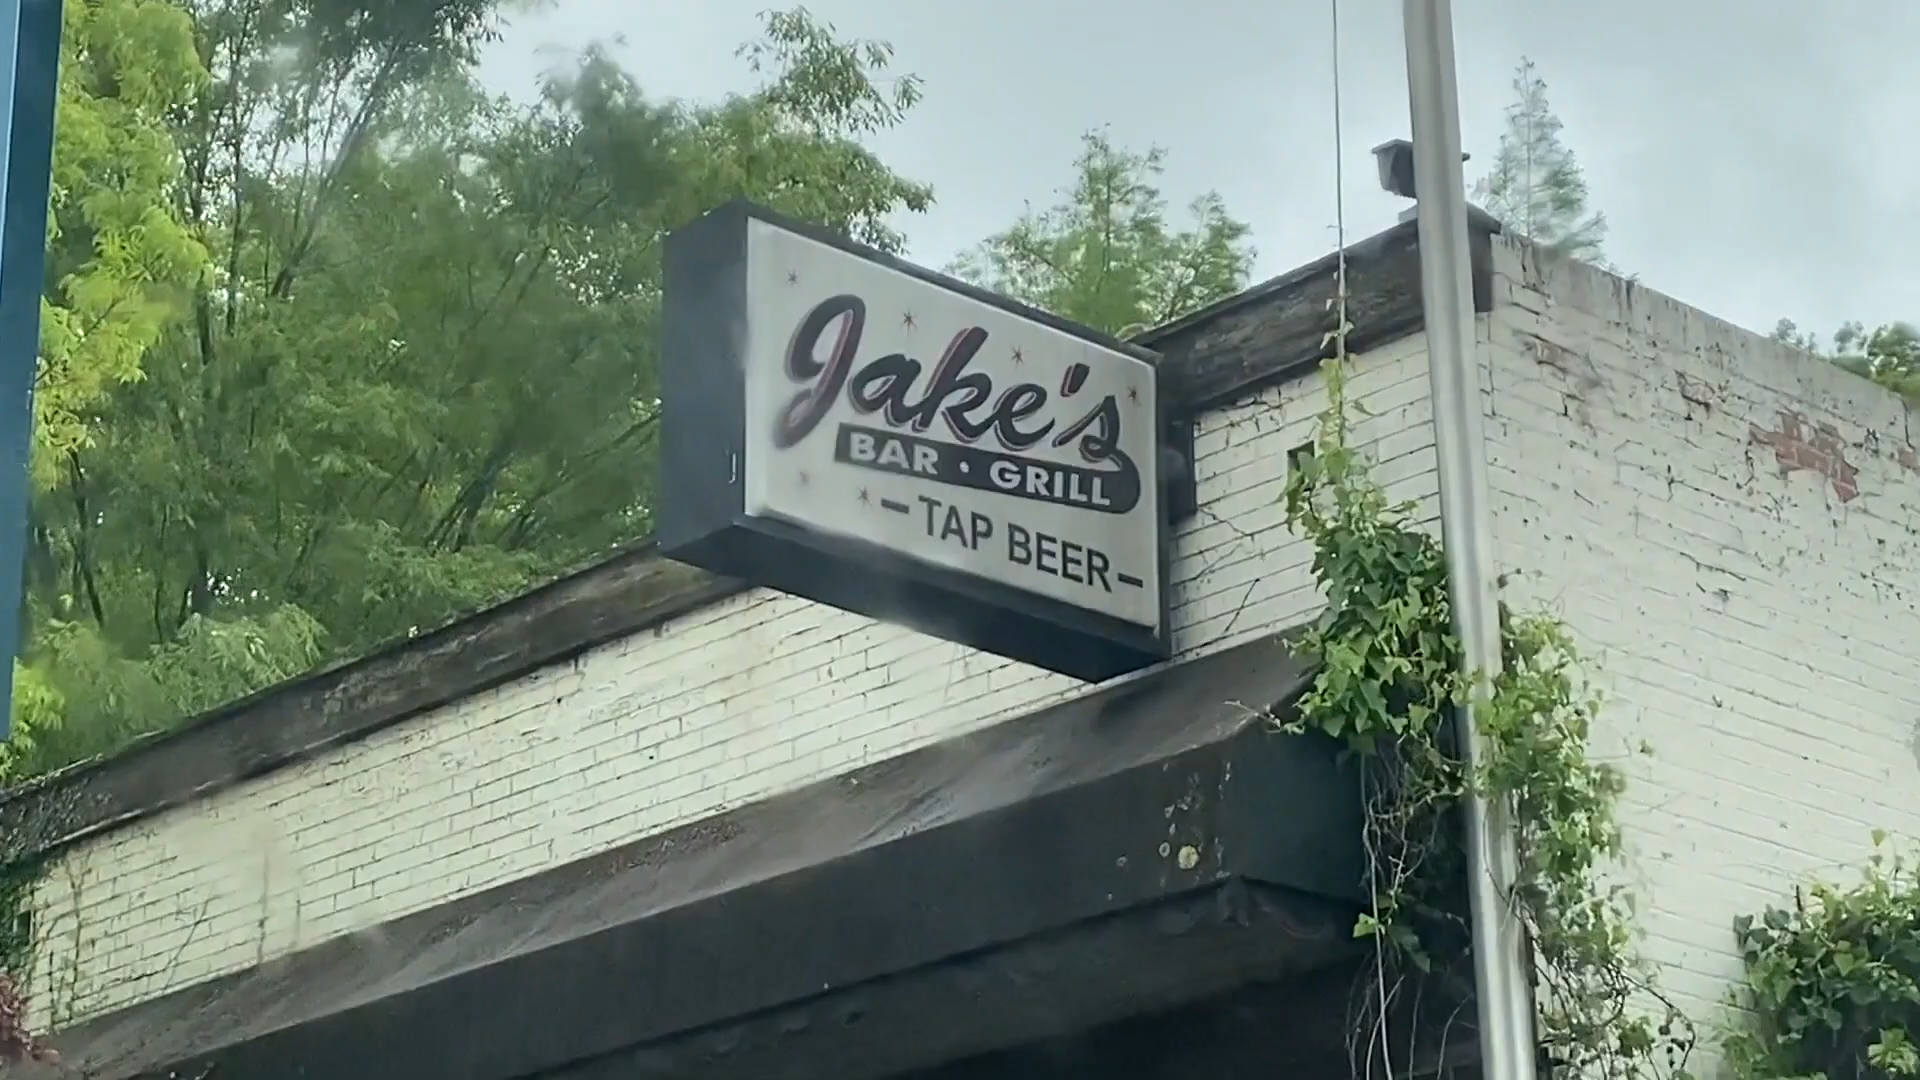 Jake's
BAR • GRILL
– TAP BEER –